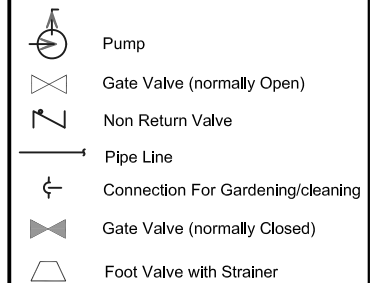 Pump
Gate Valve (normally Open)
Non Return Valve
Pipe Line
Connection For Gardening/cleaning
Gate Valve (normally Closed)
Foot Valve with Strainer